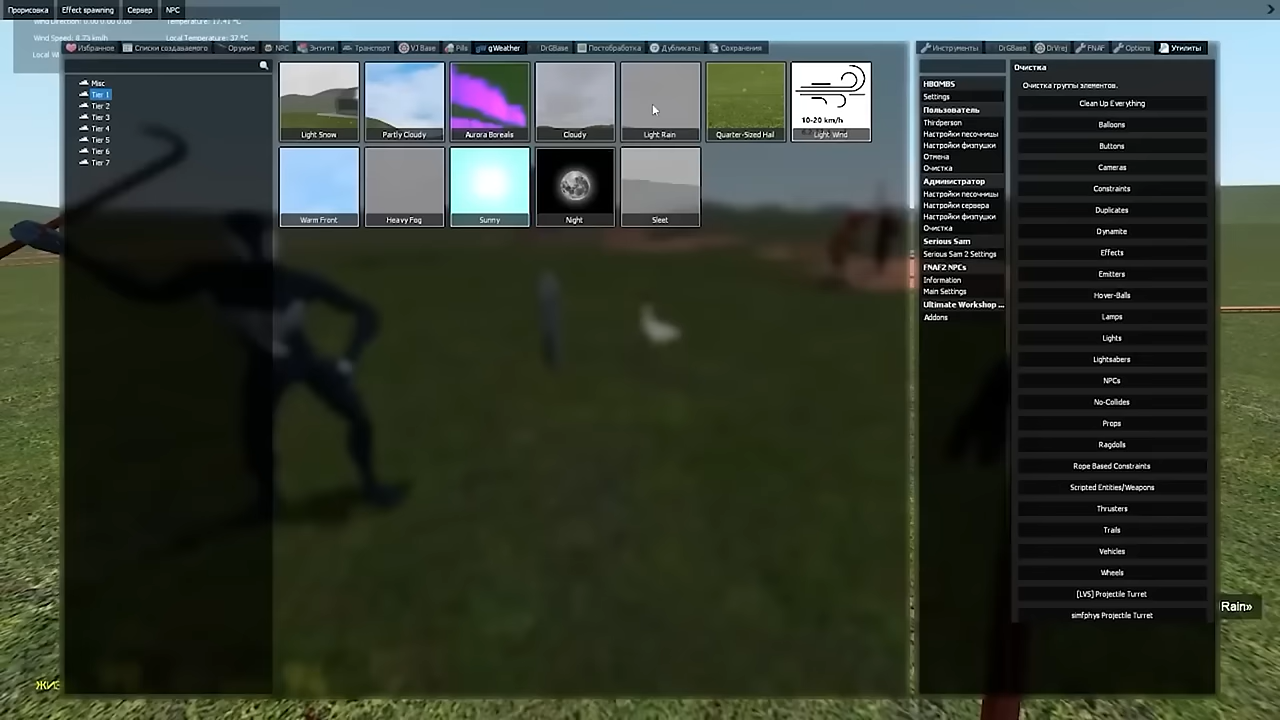 Прорисовка Effect spawning Сервер NPC
Temperature: 17.41 °C
Local Temperature: 37 °C
Избранное Списки создаваемого Оружие NPC Энтити Транспорт VJ Base Pills gWeather DrGBase Постобработка Дубликаты Сохранения
Misc
Tier 1
Tier 2
Tier 3
Tier 4
Tier 5
Tier 6
Tier 7
10-20 km/h
Light Snow Partly Cloudy Aurora Borealis Cloudy Light Rain Quarter-Sized Hail Light Wind
Warm Front Heavy Fog Sunny Night Sleet
Инструменты DrGBase DrVrej FNAF Options Утилиты
HBOMBS
Settings
Пользователь
Thirdperson
Настройки песочницы
Настройки физпушки
Отмена
Очистка
Администратор
Настройки песочницы
Настройки сервера
Настройки физпушки
Очистка
Serious Sam
Serious Sam 2 Settings
FNAF2 NPCs
Information
Main Settings
Ultimate Workshop ...
Addons
Очистка
Очистка группы элементов.
Clean Up Everything
Balloons
Buttons
Cameras
Constraints
Duplicates
Dynamite
Effects
Emitters
Hover-Balls
Lamps
Lights
Lightsabers
NPCs
No-Collides
Props
Ragdolls
Rope Based Constraints
Scripted Entities/Weapons
Thrusters
Trails
Vehicles
Wheels
[LVS] Projectile Turret
simfphys Projectile Turret
Rain»